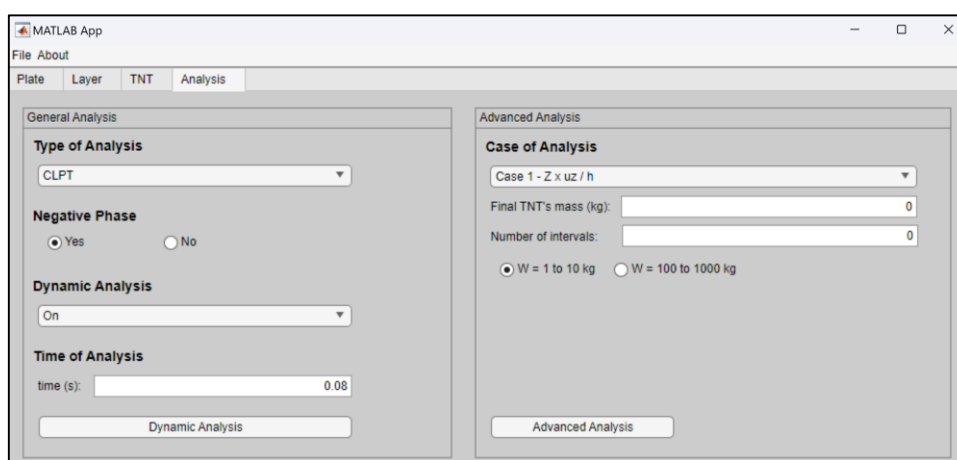 MATLAB App
File About
Plate Layer TNT Analysis
General Analysis
Type of Analysis
CLPT
Negative Phase
Yes No
Dynamic Analysis
On
Time of Analysis
time (s): 0.08
Dynamic Analysis
Advanced Analysis
Case of Analysis
Case 1 - Z x uz / h
Final TNT's mass (kg): 0
Number of intervals: 0
W = 1 to 10 kg W = 100 to 1000 kg
Advanced Analysis